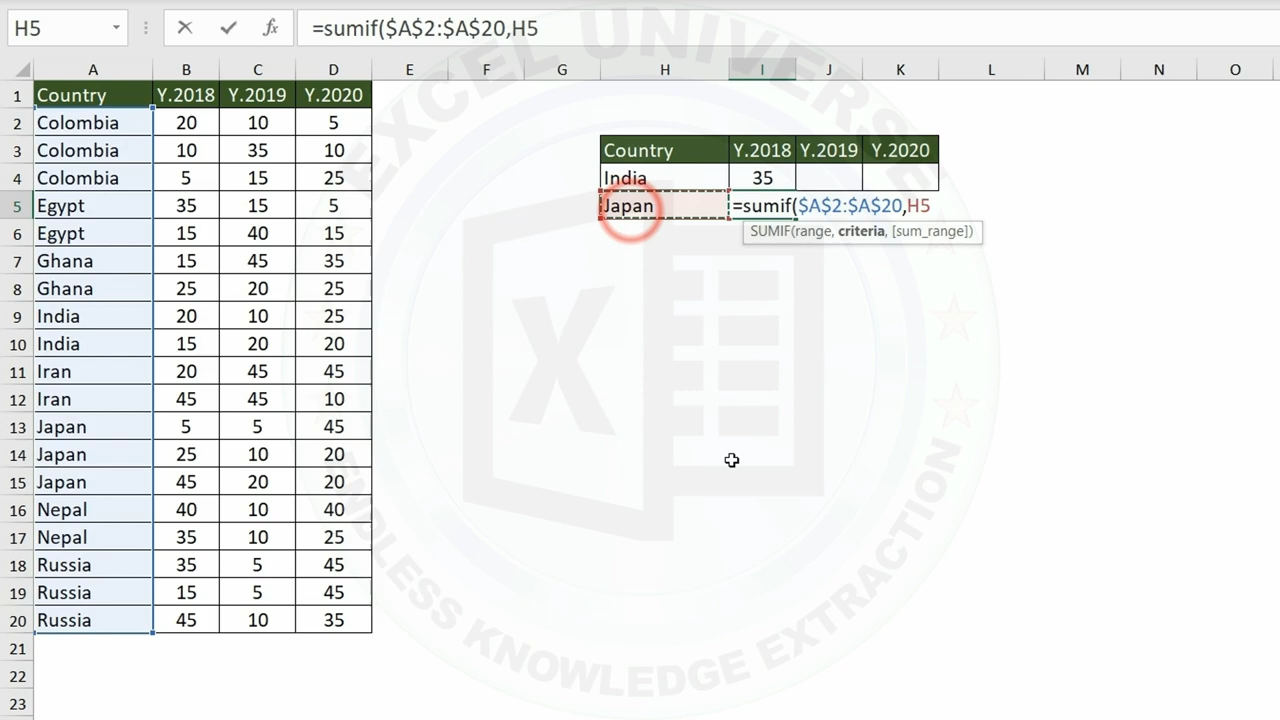 H5 fx =sumif($A$2:$A$20,H5
A B C D E F G H I J K L M N O
1 Country Y.2018 Y.2019 Y.2020
2 Colombia 20 10 5
3 Colombia 10 35 10 Country Y.2018 Y.2019 Y.2020
4 Colombia 5 15 25 India 35
5 Egypt 35 15 5 Japan =sumif($A$2:$A$20,H5
6 Egypt 15 40 15 SUMIF(range, criteria, [sum_range])
7 Ghana 15 45 35
8 Ghana 25 20 25
9 India 20 10 25
10 India 15 20 20
11 Iran 20 45 45
12 Iran 45 45 10
13 Japan 5 5 45
14 Japan 25 10 20
15 Japan 45 20 20
16 Nepal 40 10 40
17 Nepal 35 10 25
18 Russia 35 5 45
19 Russia 15 5 45
20 Russia 45 10 35
21
22
23
EXCEL UNIVERSE
X
ENDLESS KNOWLEDGE EXTRACTION